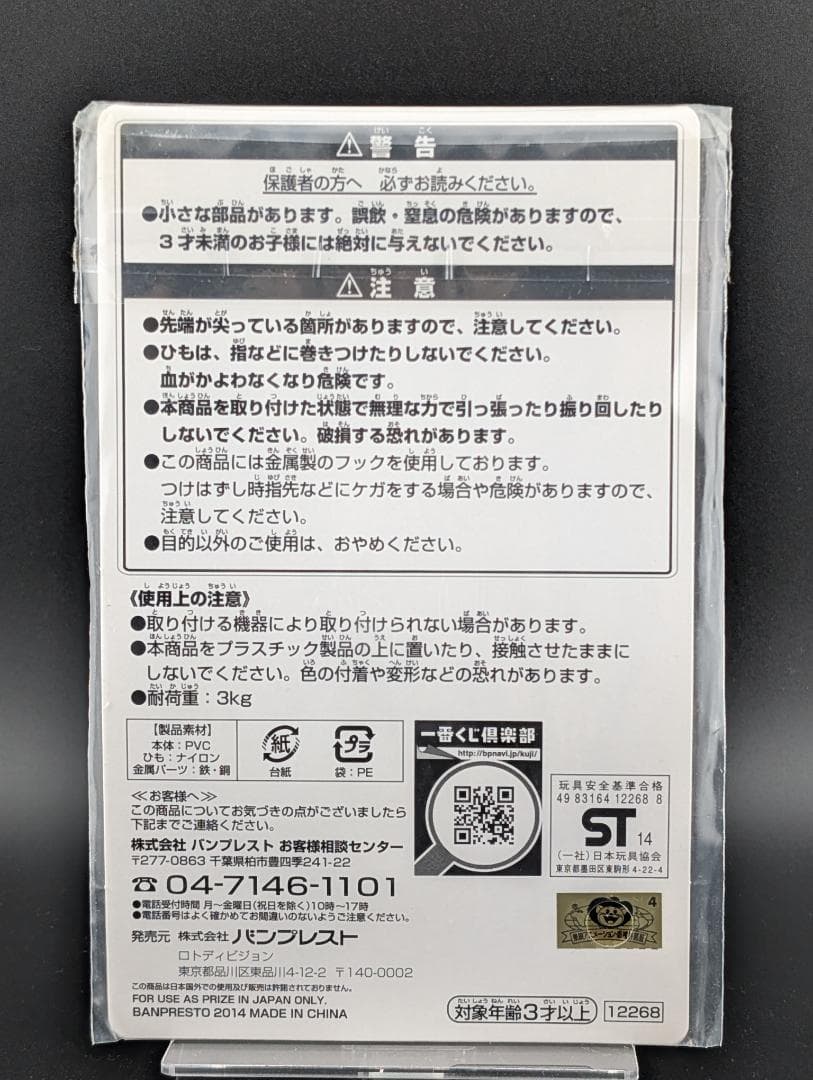 ⚠警告
保護者の方へ 必ずお読みください。
●小さな部品があります。誤飲・窒息の危険がありますので、
3才未満のお子様には絶対に与えないでください。
⚠注意
●先端が尖っている箇所がありますので、注意してください。
●ひもは、指などに巻きつけたりしないでください。
血がかよわなくなり危険です。
●本商品を取り付けた状態で無理な力で引っ張ったり振り回したり
しないでください。破損する恐れがあります。
●この商品には金属製のフックを使用しております。
つけはずし時指先などにケガをする場合や危険がありますので、
注意してください。
●目的以外のご使用は、おやめください。
《使用上の注意》
●取り付ける機器により取り付けられない場合があります。
●本商品をプラスチック製品の上に置いたり、接触させたままに
しないでください。色の付着や変形などの恐れがあります。
●耐荷重:3kg
【製品素材】
本体:PVC
ひも:ナイロン
金属パーツ:鉄・銅
紙
台紙
プラ
袋:PE
一番くじ倶楽部
http://bpnavi.jp/kuji/
玩具安全基準合格
49 83164 12268 8
ST 14
(一社)日本玩具協会
東京都墨田区東駒形4-22-4
≪お客様へ≫
この商品についてお気づきの点がございましたら
下記までご連絡ください。
株式会社 バンプレスト お客様相談センター
〒277-0863 千葉県柏市豊四季241-22
☎04-7146-1101
●電話受付時間 月〜金曜日(祝日を除く)10時〜17時
●電話番号はよく確かめてお間違いのないようご注意ください。
発売元 株式会社 バンプレスト
ロトディビジョン
東京都品川区東品川4-12-2 〒140-0002
この商品は日本国外での使用及び販売は許諾されておりません。
FOR USE AS PRIZE IN JAPAN ONLY.
BANPRESTO 2014 MADE IN CHINA
4
対象年齢3才以上
12268